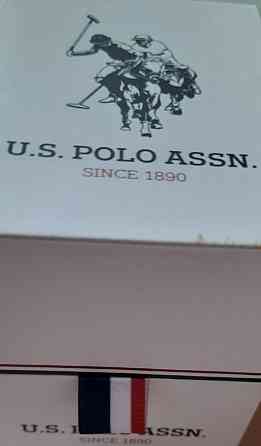 U.S. POLO ASSN.
SINCE 1890
U.S. ASSN.
SINCE 1890